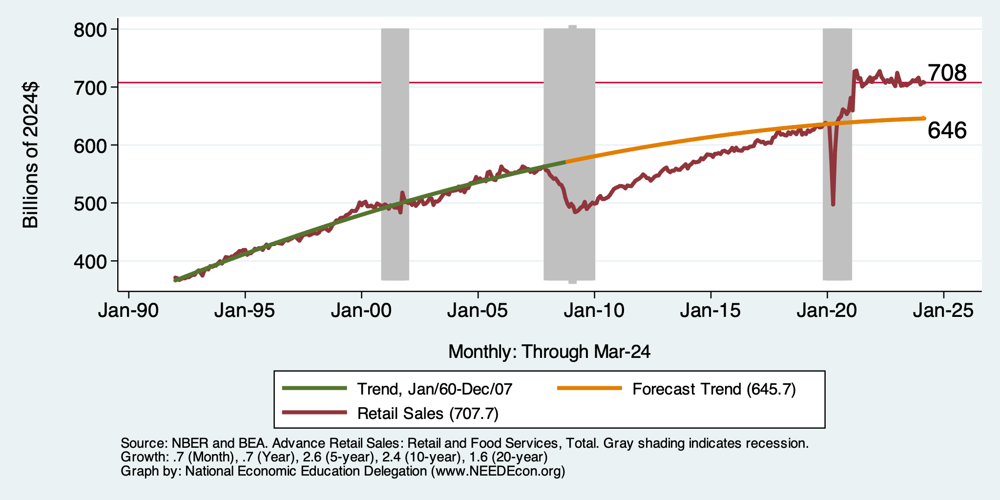 800
700
600
500
400
Billions of 2024$
708
646
Jan-90 Jan-95 Jan-00 Jan-05 Jan-10 Jan-15 Jan-20 Jan-25
Monthly: Through Mar-24
Trend, Jan/60-Dec/07 Forecast Trend (645.7)
Retail Sales (707.7)
Source: NBER and BEA. Advance Retail Sales: Retail and Food Services, Total. Gray shading indicates recession.
Growth: .7 (Month), .7 (Year), 2.6 (5-year), 2.4 (10-year), 1.6 (20-year)
Graph by: National Economic Education Delegation (www.NEEDEcon.org)